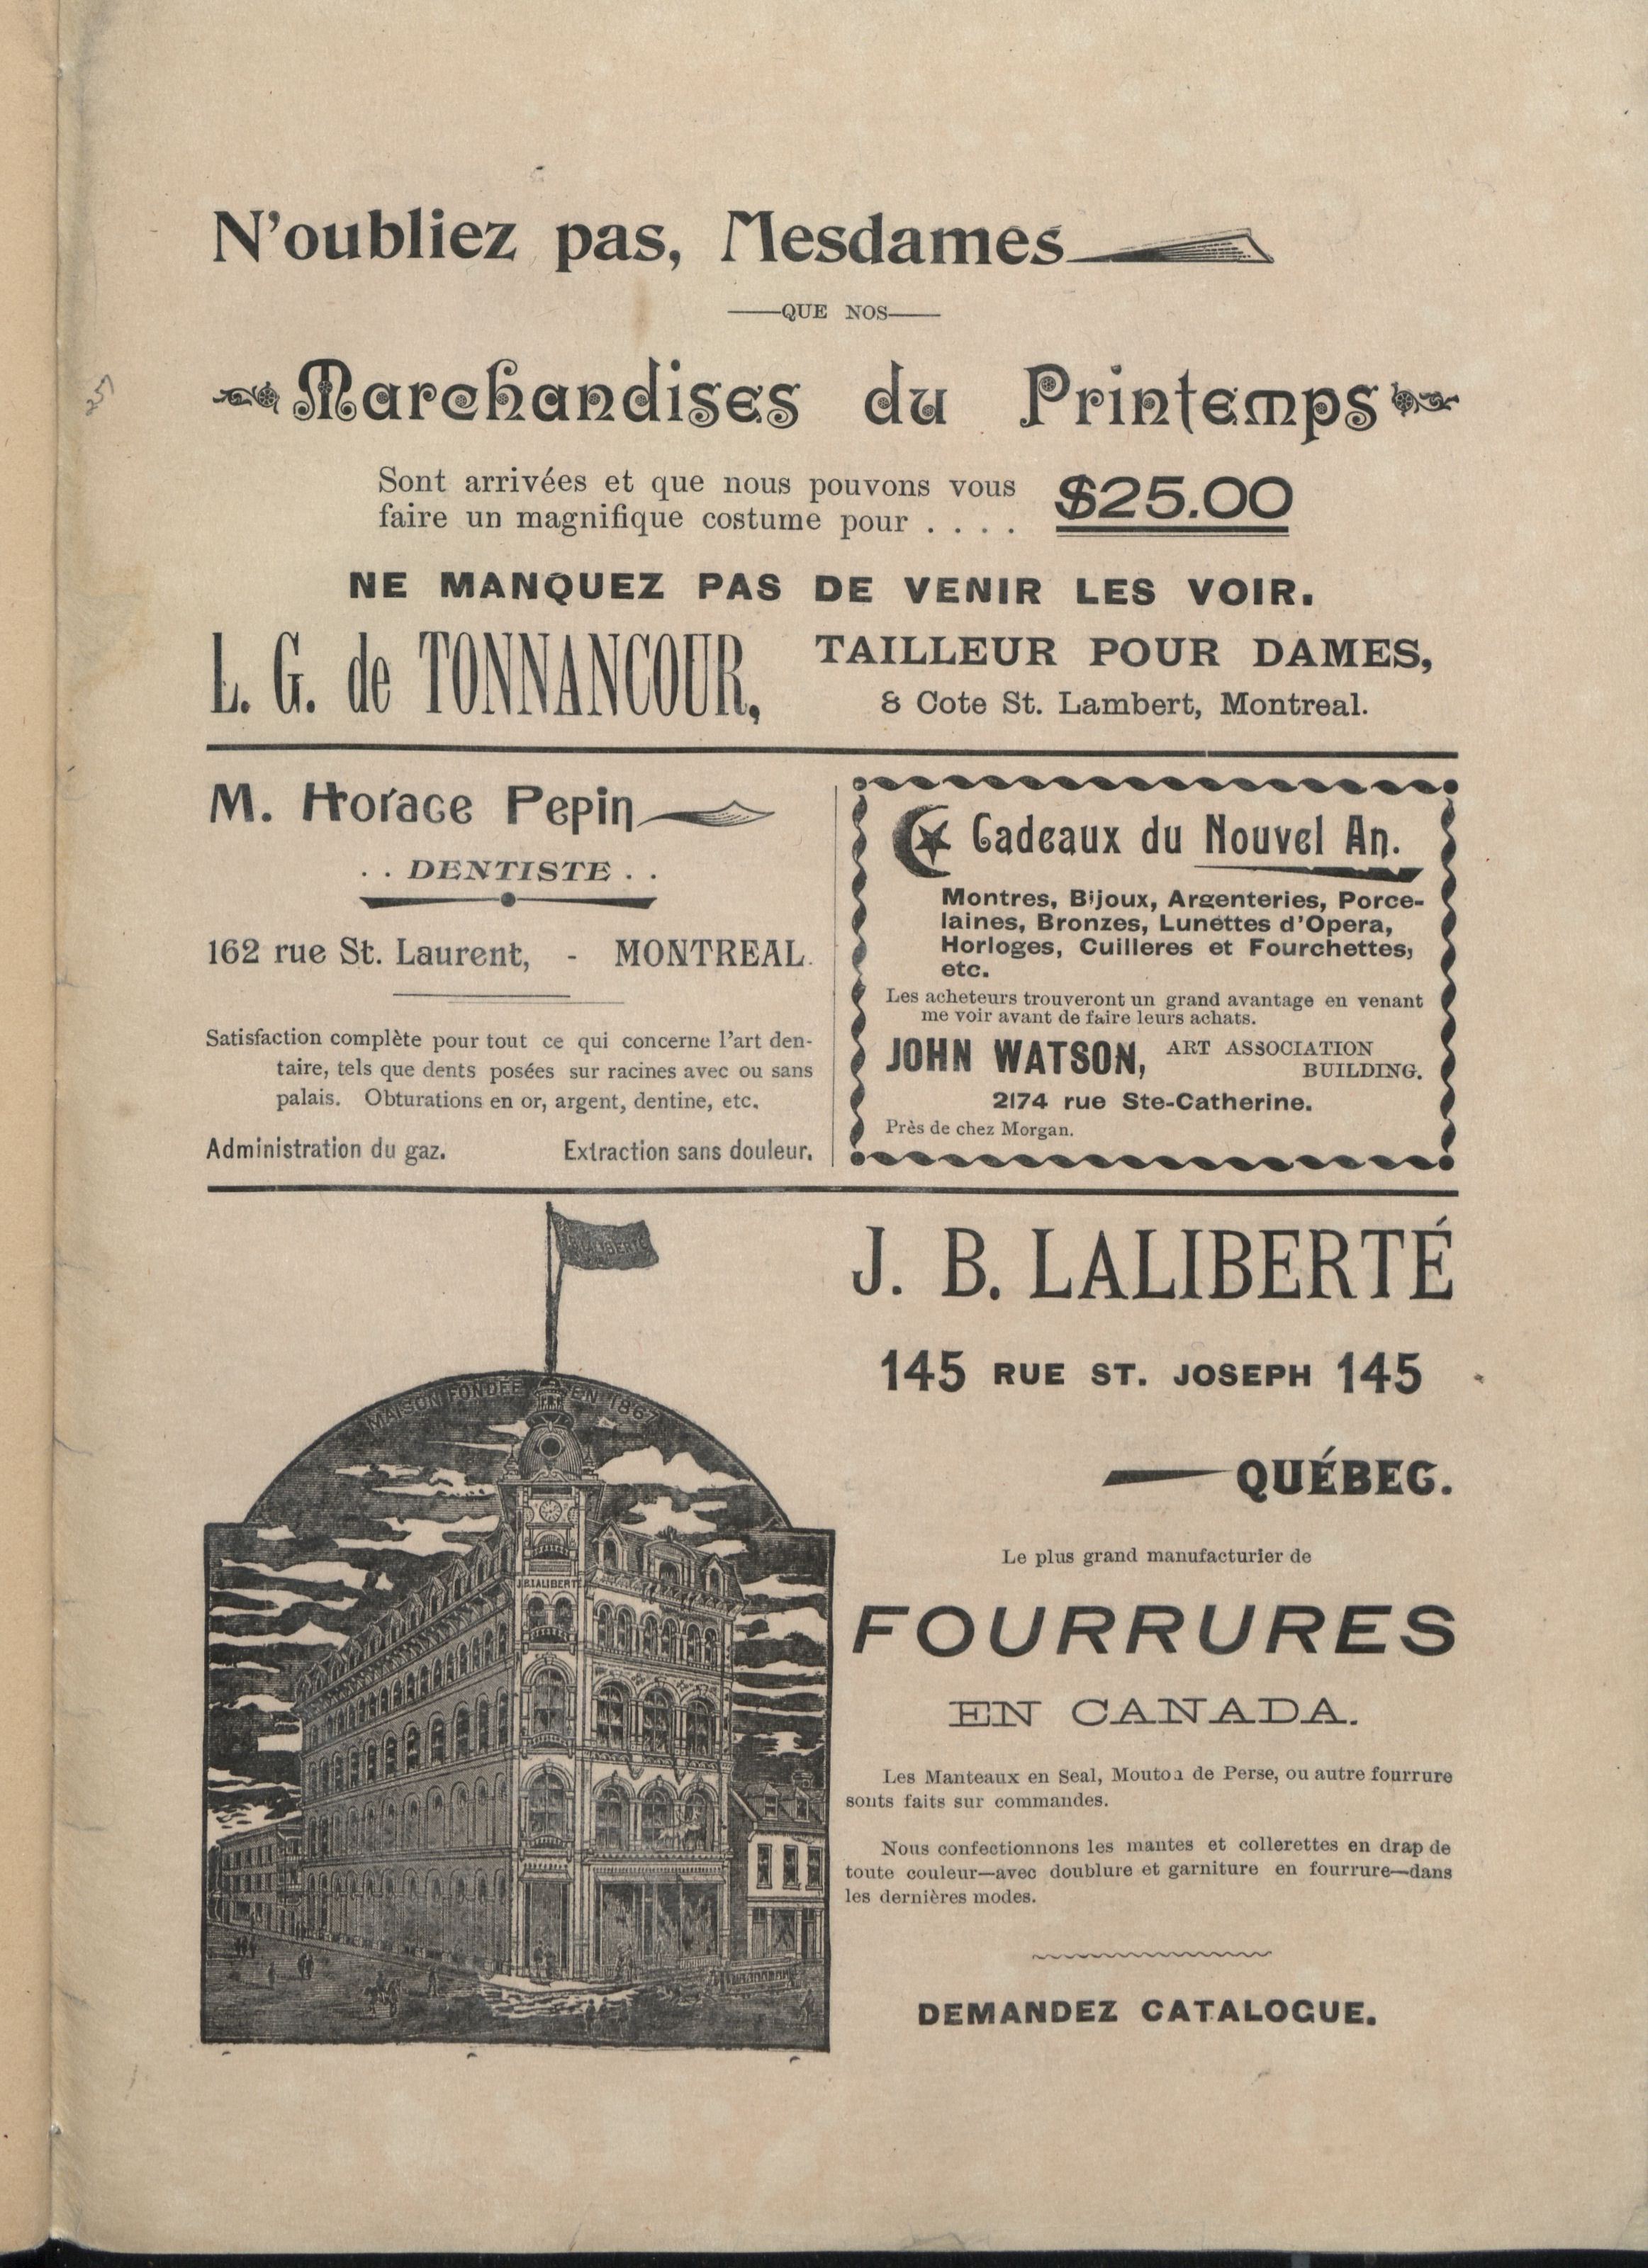 N'oubliez pas, Mesdames
QUE NOS
Marchandises du Printemps
Sont arrivées et que nous pouvons vous
faire un magnifique costume pour . . . .
$25.00
NE MANQUEZ PAS DE VENIR LES VOIR.
L. G. de TONNANCOUR,
TAILLEUR POUR DAMES,
8 Cote St. Lambert, Montreal.
M. Horace Pepin
. . DENTISTE . .
162 rue St. Laurent, - MONTREAL.
Satisfaction complète pour tout ce qui concerne l'art den-
taire, tels que dents posées sur racines avec ou sans
palais. Obturations en or, argent, dentine, etc.
Administration du gaz. Extraction sans douleur.
Cadeaux du Nouvel An.
Montres, Bijoux, Argenteries, Porce-
laines, Bronzes, Lunettes d'Opera,
Horloges, Cuilleres et Fourchettes,
etc.
Les acheteurs trouveront un grand avantage en venant
me voir avant de faire leurs achats.
JOHN WATSON,
ART ASSOCIATION
BUILDING.
2174 rue Ste-Catherine.
Près de chez Morgan.
LALIBERTÉ
MAISON FONDÉE EN 1867
J.B. LALIBERTÉ
J. B. LALIBERTÉ
145 RUE ST. JOSEPH 145
QUÉBEC.
Le plus grand manufacturier de
FOURRURES
EN CANADA.
Les Manteaux en Seal, Mouton de Perse, ou autre fourrure
sonts faits sur commandes.
Nous confectionnons les mantes et collerettes en drap de
toute couleur—avec doublure et garniture en fourrure—dans
les dernières modes.
DEMANDEZ CATALOGUE.